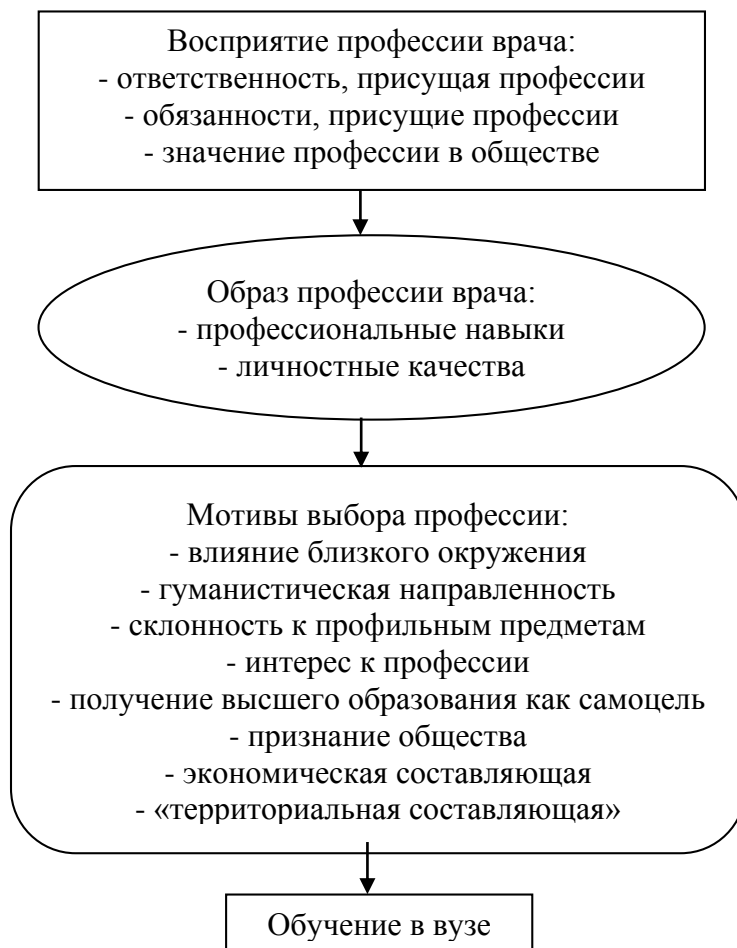 Восприятие профессии врача:
- ответственность, присущая профессии
- обязанности, присущие профессии
- значение профессии в обществе
Образ профессии врача:
- профессиональные навыки
- личностные качества
Мотивы выбора профессии:
- влияние близкого окружения
- гуманистическая направленность
- склонность к профильным предметам
- интерес к профессии
- получение высшего образования как самоцель
- признание общества
- экономическая составляющая
- «территориальная составляющая»
Обучение в вузе